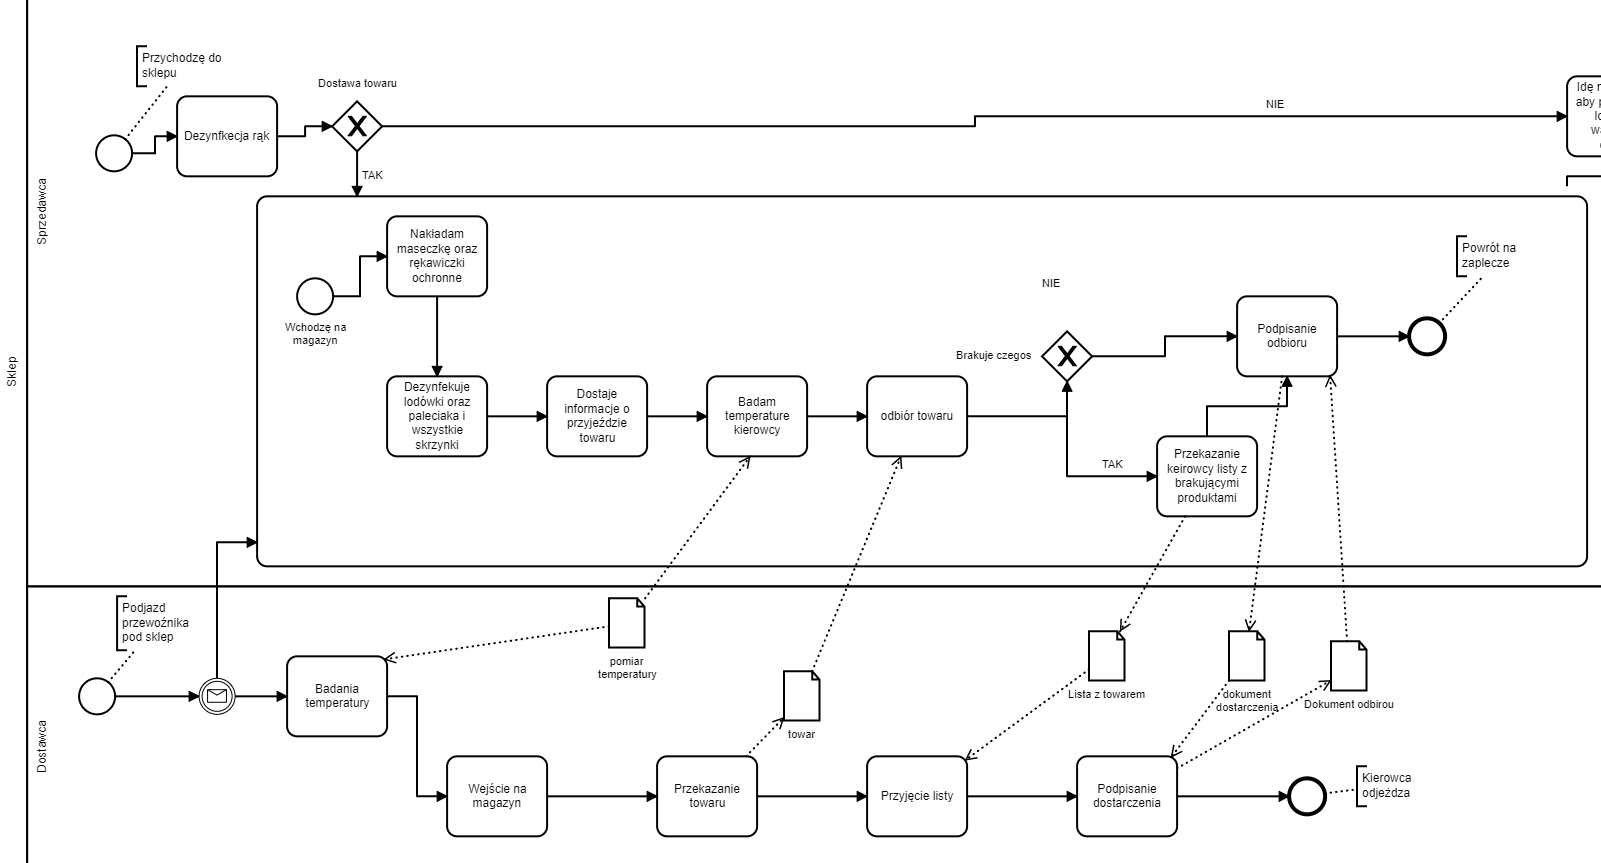 Sklep
Sprzedawca
Przychodzę do
sklepu
Dezynfkecja rąk
Dostawa towaru
TAK
NIE
Idę
aby
Nakładam
maseczkę oraz
rękawiczki
ochronne
Wchodzę na
magazyn
Dezynfekuje
lodówki oraz
paleciaka i
wszystkie
skrzynki
Dostaje
informacje o
przyjeździe
towaru
Badam
temperature
kierowcy
odbiór towaru
Brakuje czegos
NIE
TAK
Przekazanie
keirowcy listy z
brakującymi
produktami
Podpisanie
odbioru
Powrót na
zaplecze
Dostawca
Podjazd
przewoźnika
pod sklep
Badania
temperatury
pomiar
temperatury
Wejście na
magazyn
Przekazanie
towaru
towar
Przyjęcie listy
Lista z towarem
Podpisanie
dostarczenia
dokument
dostarczenia
Dokument odbirou
Kierowca
odjeżdza